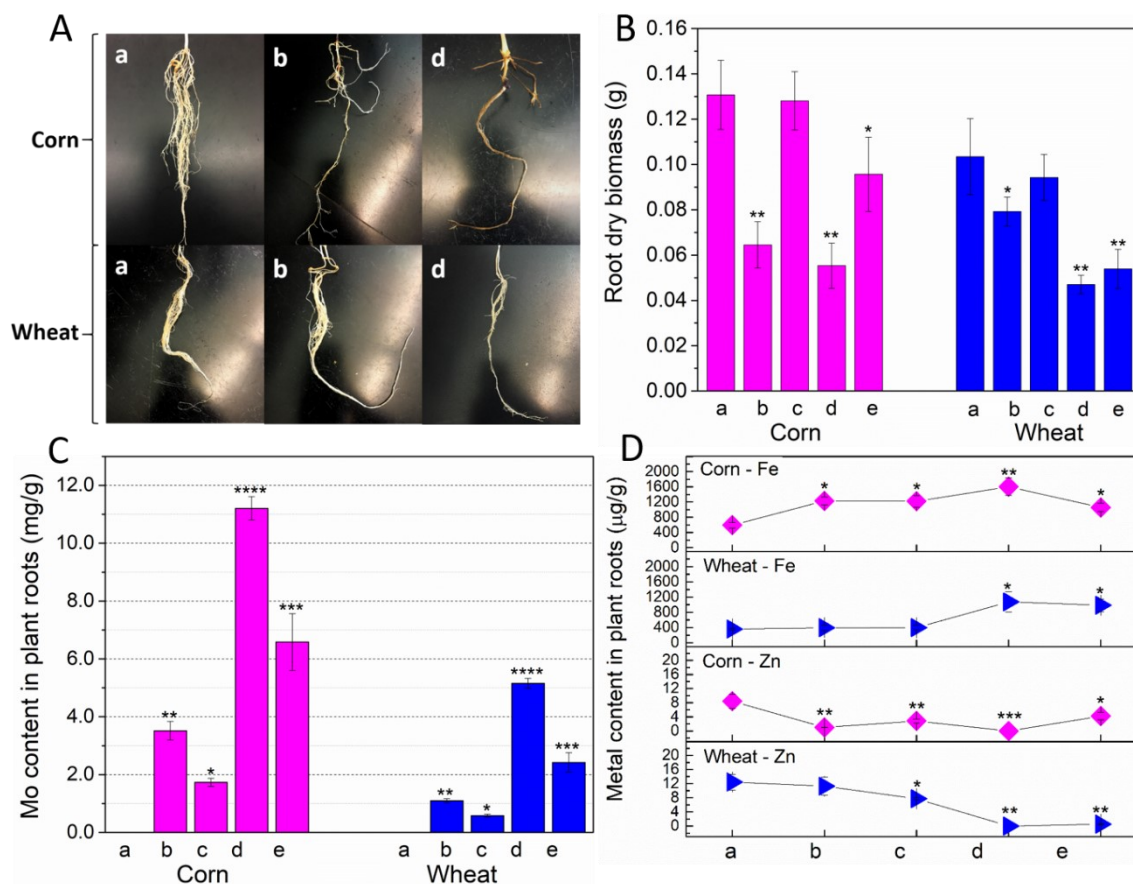 A
a b d
Corn
a b d
Wheat
B
Root dry biomass (g)
0.16
0.14
0.12
0.10
0.08
0.06
0.04
0.02
0.00
** ** * * ** **
a b c d e a b c d e
Corn Wheat
C
Mo content in plant roots (mg/g)
12.0
10.0
8.0
6.0
4.0
2.0
0.0
** * **** *** ** * **** ***
a b c d e a b c d e
Corn Wheat
D
Metal content in plant roots (µg/g)
Corn - Fe
2400
2000
1600
1200
800
400
0
* * ** *
Wheat - Fe
2000
1600
1200
800
400
0
* *
Corn - Zn
20
16
12
8
4
0
** ** *** *
Wheat - Zn
20
16
12
8
4
0
* ** **
a b c d e